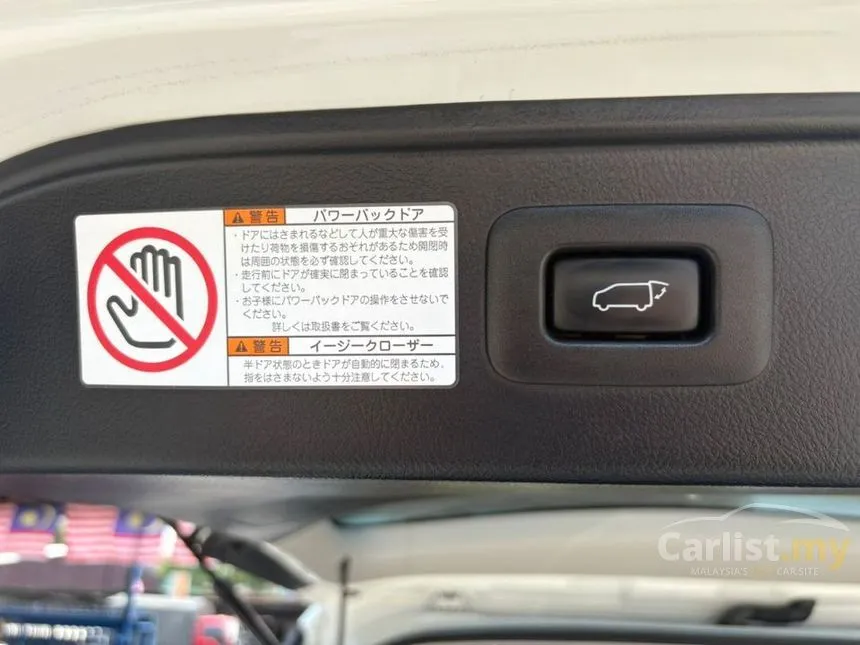 警告 パワーバックドア
・ドアにはさまれるなどして人が重大な傷害を受
けたり荷物を損傷するおそれがあるため開閉時
は周囲の状態を必ず確認してください。
・走行前にドアが確実に閉まっていることを確認
してください。
・お子様にパワーバックドアの操作をさせないで
ください。
詳しくは取扱書をご覧ください。
警告 イージークローザー
半ドア状態のときドアが自動的に閉まるため、
指をはさまないよう十分注意してください。
Carlist.my
MALAYSIA'S NO.1 CAR SITE